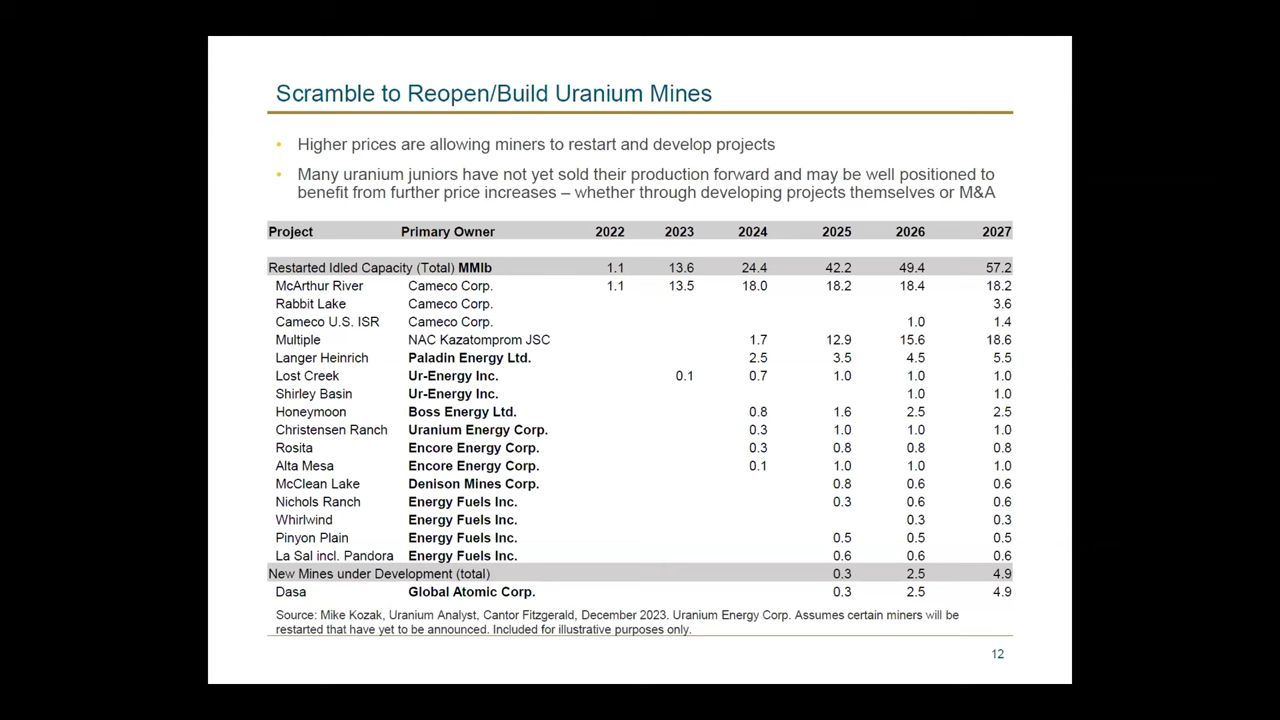 Scramble to Reopen/Build Uranium Mines
• Higher prices are allowing miners to restart and develop projects
• Many uranium juniors have not yet sold their production forward and may be well positioned to
benefit from further price increases – whether through developing projects themselves or M&A
Project Primary Owner 2022 2023 2024 2025 2026 2027
Restarted Idled Capacity (Total) MMlb 1.1 13.6 24.4 42.2 49.4 57.2
McArthur River Cameco Corp. 1.1 13.5 18.0 18.2 18.4 18.2
Rabbit Lake Cameco Corp. 3.6
Cameco U.S. ISR Cameco Corp. 1.0 1.4
Multiple NAC Kazatomprom JSC 1.7 12.9 15.6 18.6
Langer Heinrich Paladin Energy Ltd. 2.5 3.5 4.5 5.5
Lost Creek Ur-Energy Inc. 0.1 0.7 1.0 1.0 1.0
Shirley Basin Ur-Energy Inc. 1.0 1.0
Honeymoon Boss Energy Ltd. 0.8 1.6 2.5 2.5
Christensen Ranch Uranium Energy Corp. 0.3 1.0 1.0 1.0
Rosita Encore Energy Corp. 0.3 0.8 0.8 0.8
Alta Mesa Encore Energy Corp. 0.1 1.0 1.0 1.0
McClean Lake Denison Mines Corp. 0.8 0.6 0.6
Nichols Ranch Energy Fuels Inc. 0.3 0.6 0.6
Whirlwind Energy Fuels Inc. 0.3 0.3
Pinyon Plain Energy Fuels Inc. 0.5 0.5 0.5
La Sal incl. Pandora Energy Fuels Inc. 0.6 0.6 0.6
New Mines under Development (total) 0.3 2.5 4.9
Dasa Global Atomic Corp. 0.3 2.5 4.9
Source: Mike Kozak, Uranium Analyst, Cantor Fitzgerald, December 2023. Uranium Energy Corp. Assumes certain miners will be
restarted that have yet to be announced. Included for illustrative purposes only.
12